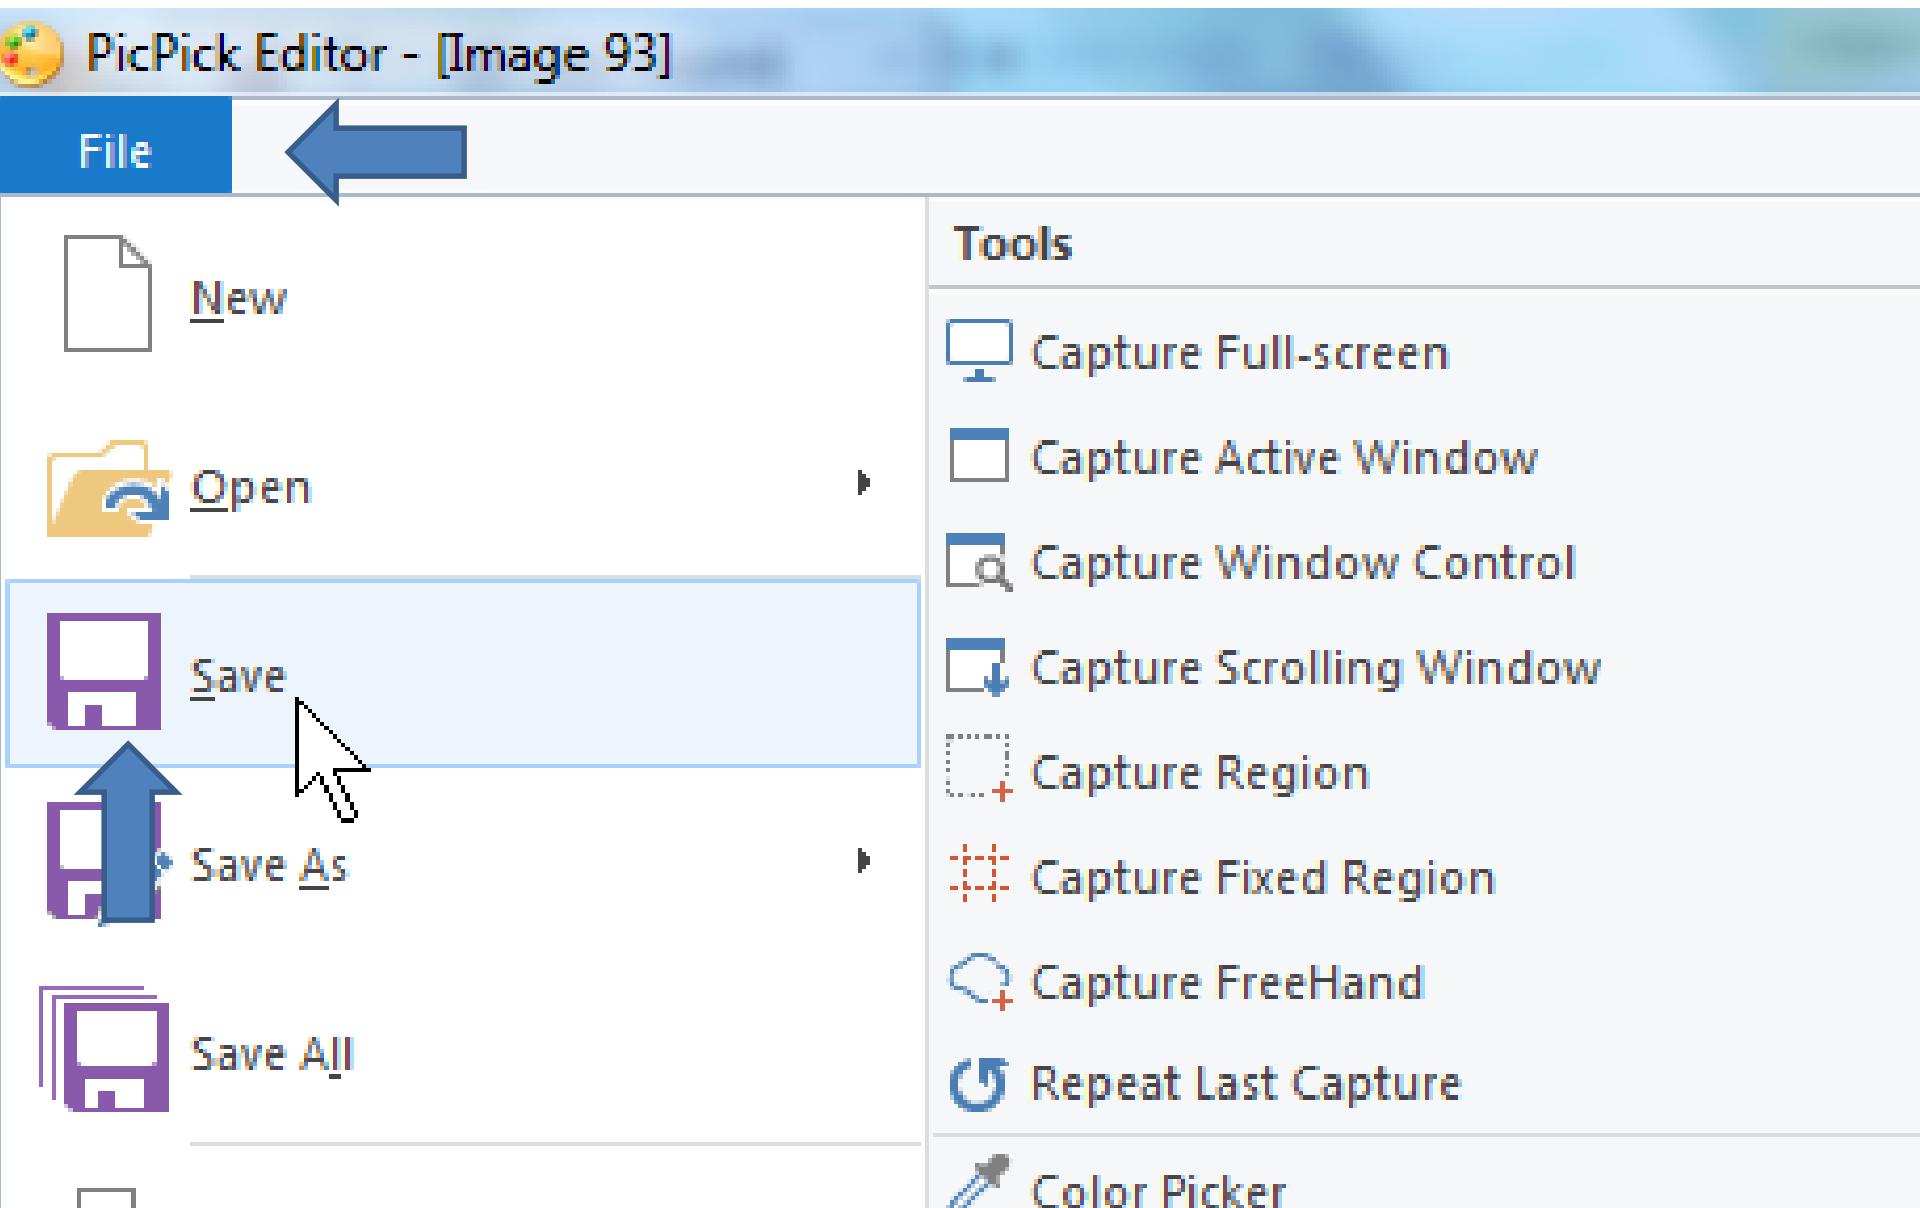 PicPick Editor - [Image 93]
File
New
Open
Save
Save As
Save All
Tools
Capture Full-screen
Capture Active Window
Capture Window Control
Capture Scrolling Window
Capture Region
Capture Fixed Region
Capture FreeHand
Repeat Last Capture
Color Picker